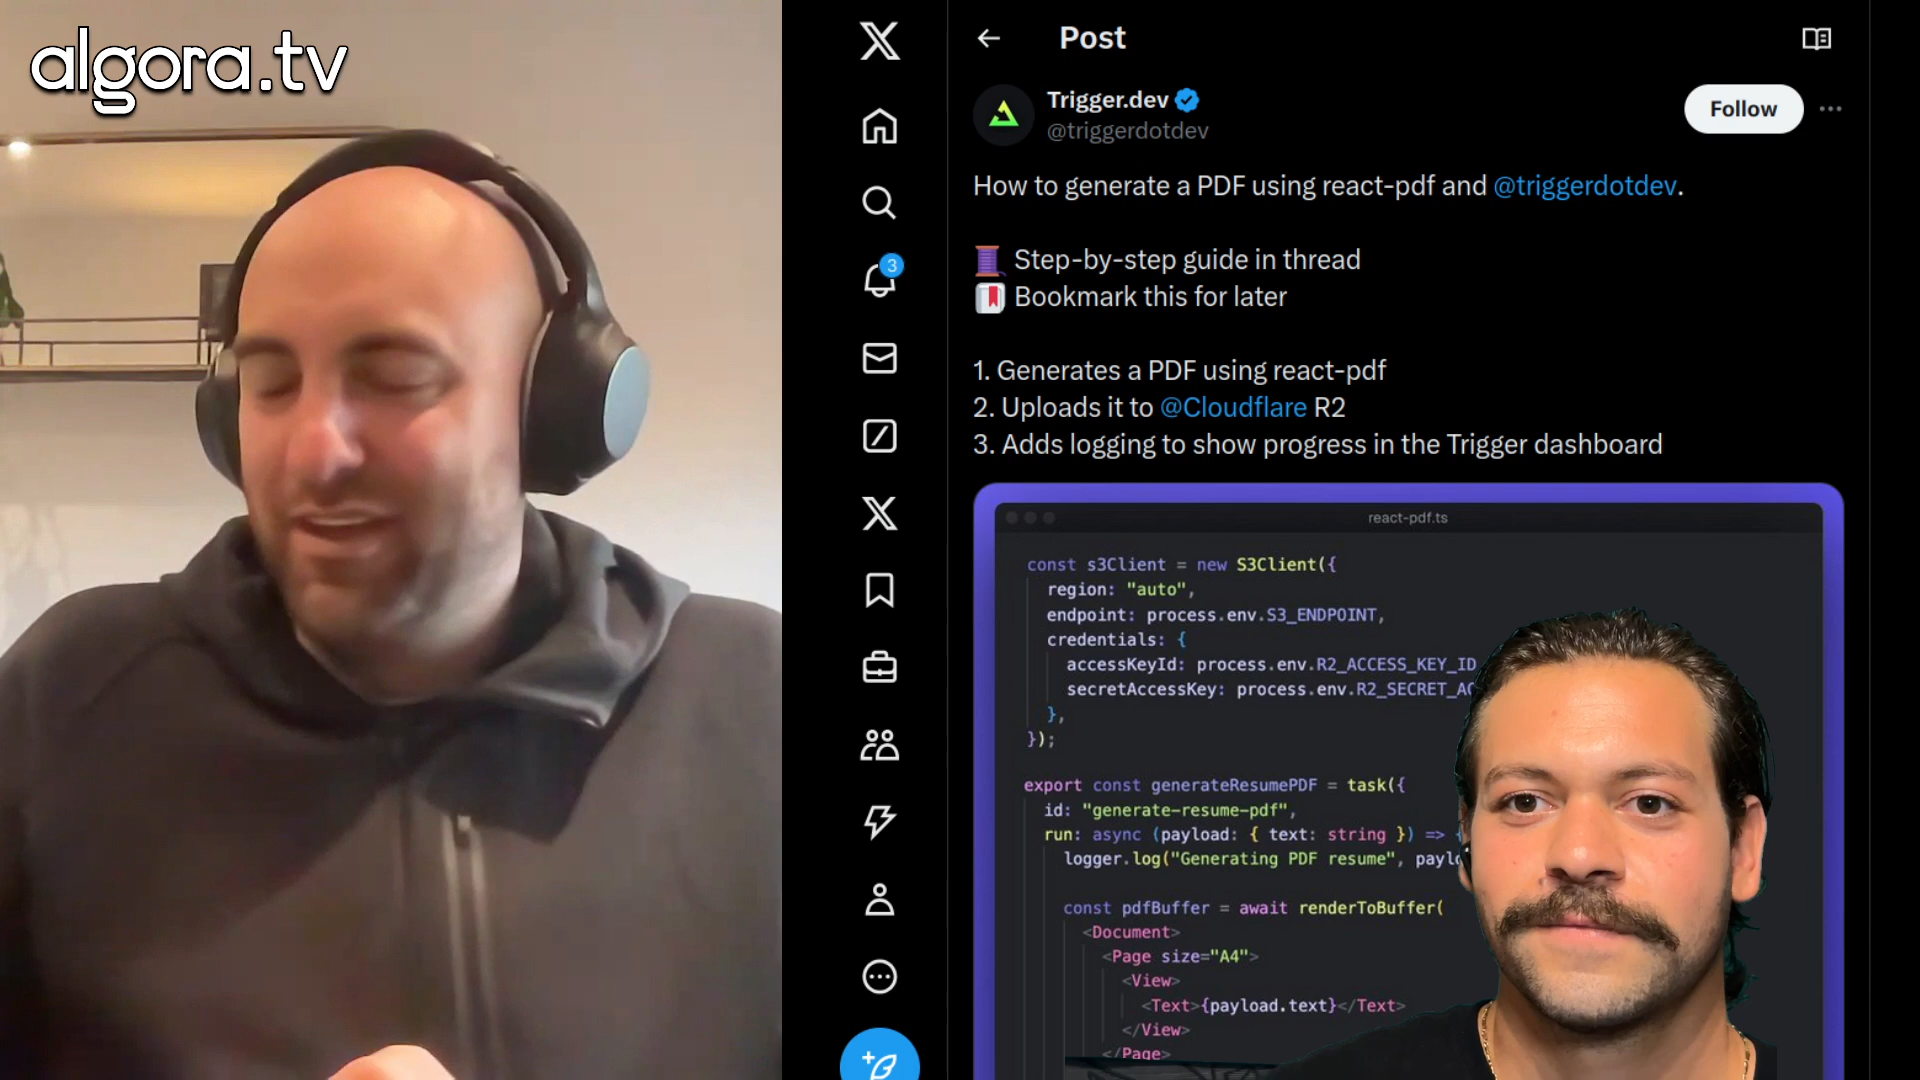 algora.tv
Post
Trigger.dev
@triggerdotdev
Follow
3
How to generate a PDF using react-pdf and @triggerdotdev.
Step-by-step guide in thread
Bookmark this for later
1. Generates a PDF using react-pdf
2. Uploads it to @Cloudflare R2
3. Adds logging to show progress in the Trigger dashboard
react-pdf.ts
const s3Client = new S3Client({
region: "auto",
endpoint: process.env.S3_ENDPOINT,
credentials: {
accessKeyId: process.env.R2_ACCESS_KEY_ID
secretAccessKey: process.env.R2_SECRET_AC
},
});
export const generateResumePDF = task({
id: "generate-resume-pdf",
run: async (payload: { text: string }) => {
logger.log("Generating PDF resume", paylo
const pdfBuffer = await renderToBuffer(
<Document>
<Page size="A4">
<View>
<Text>{payload.text}</Text>
</View>
</Page>